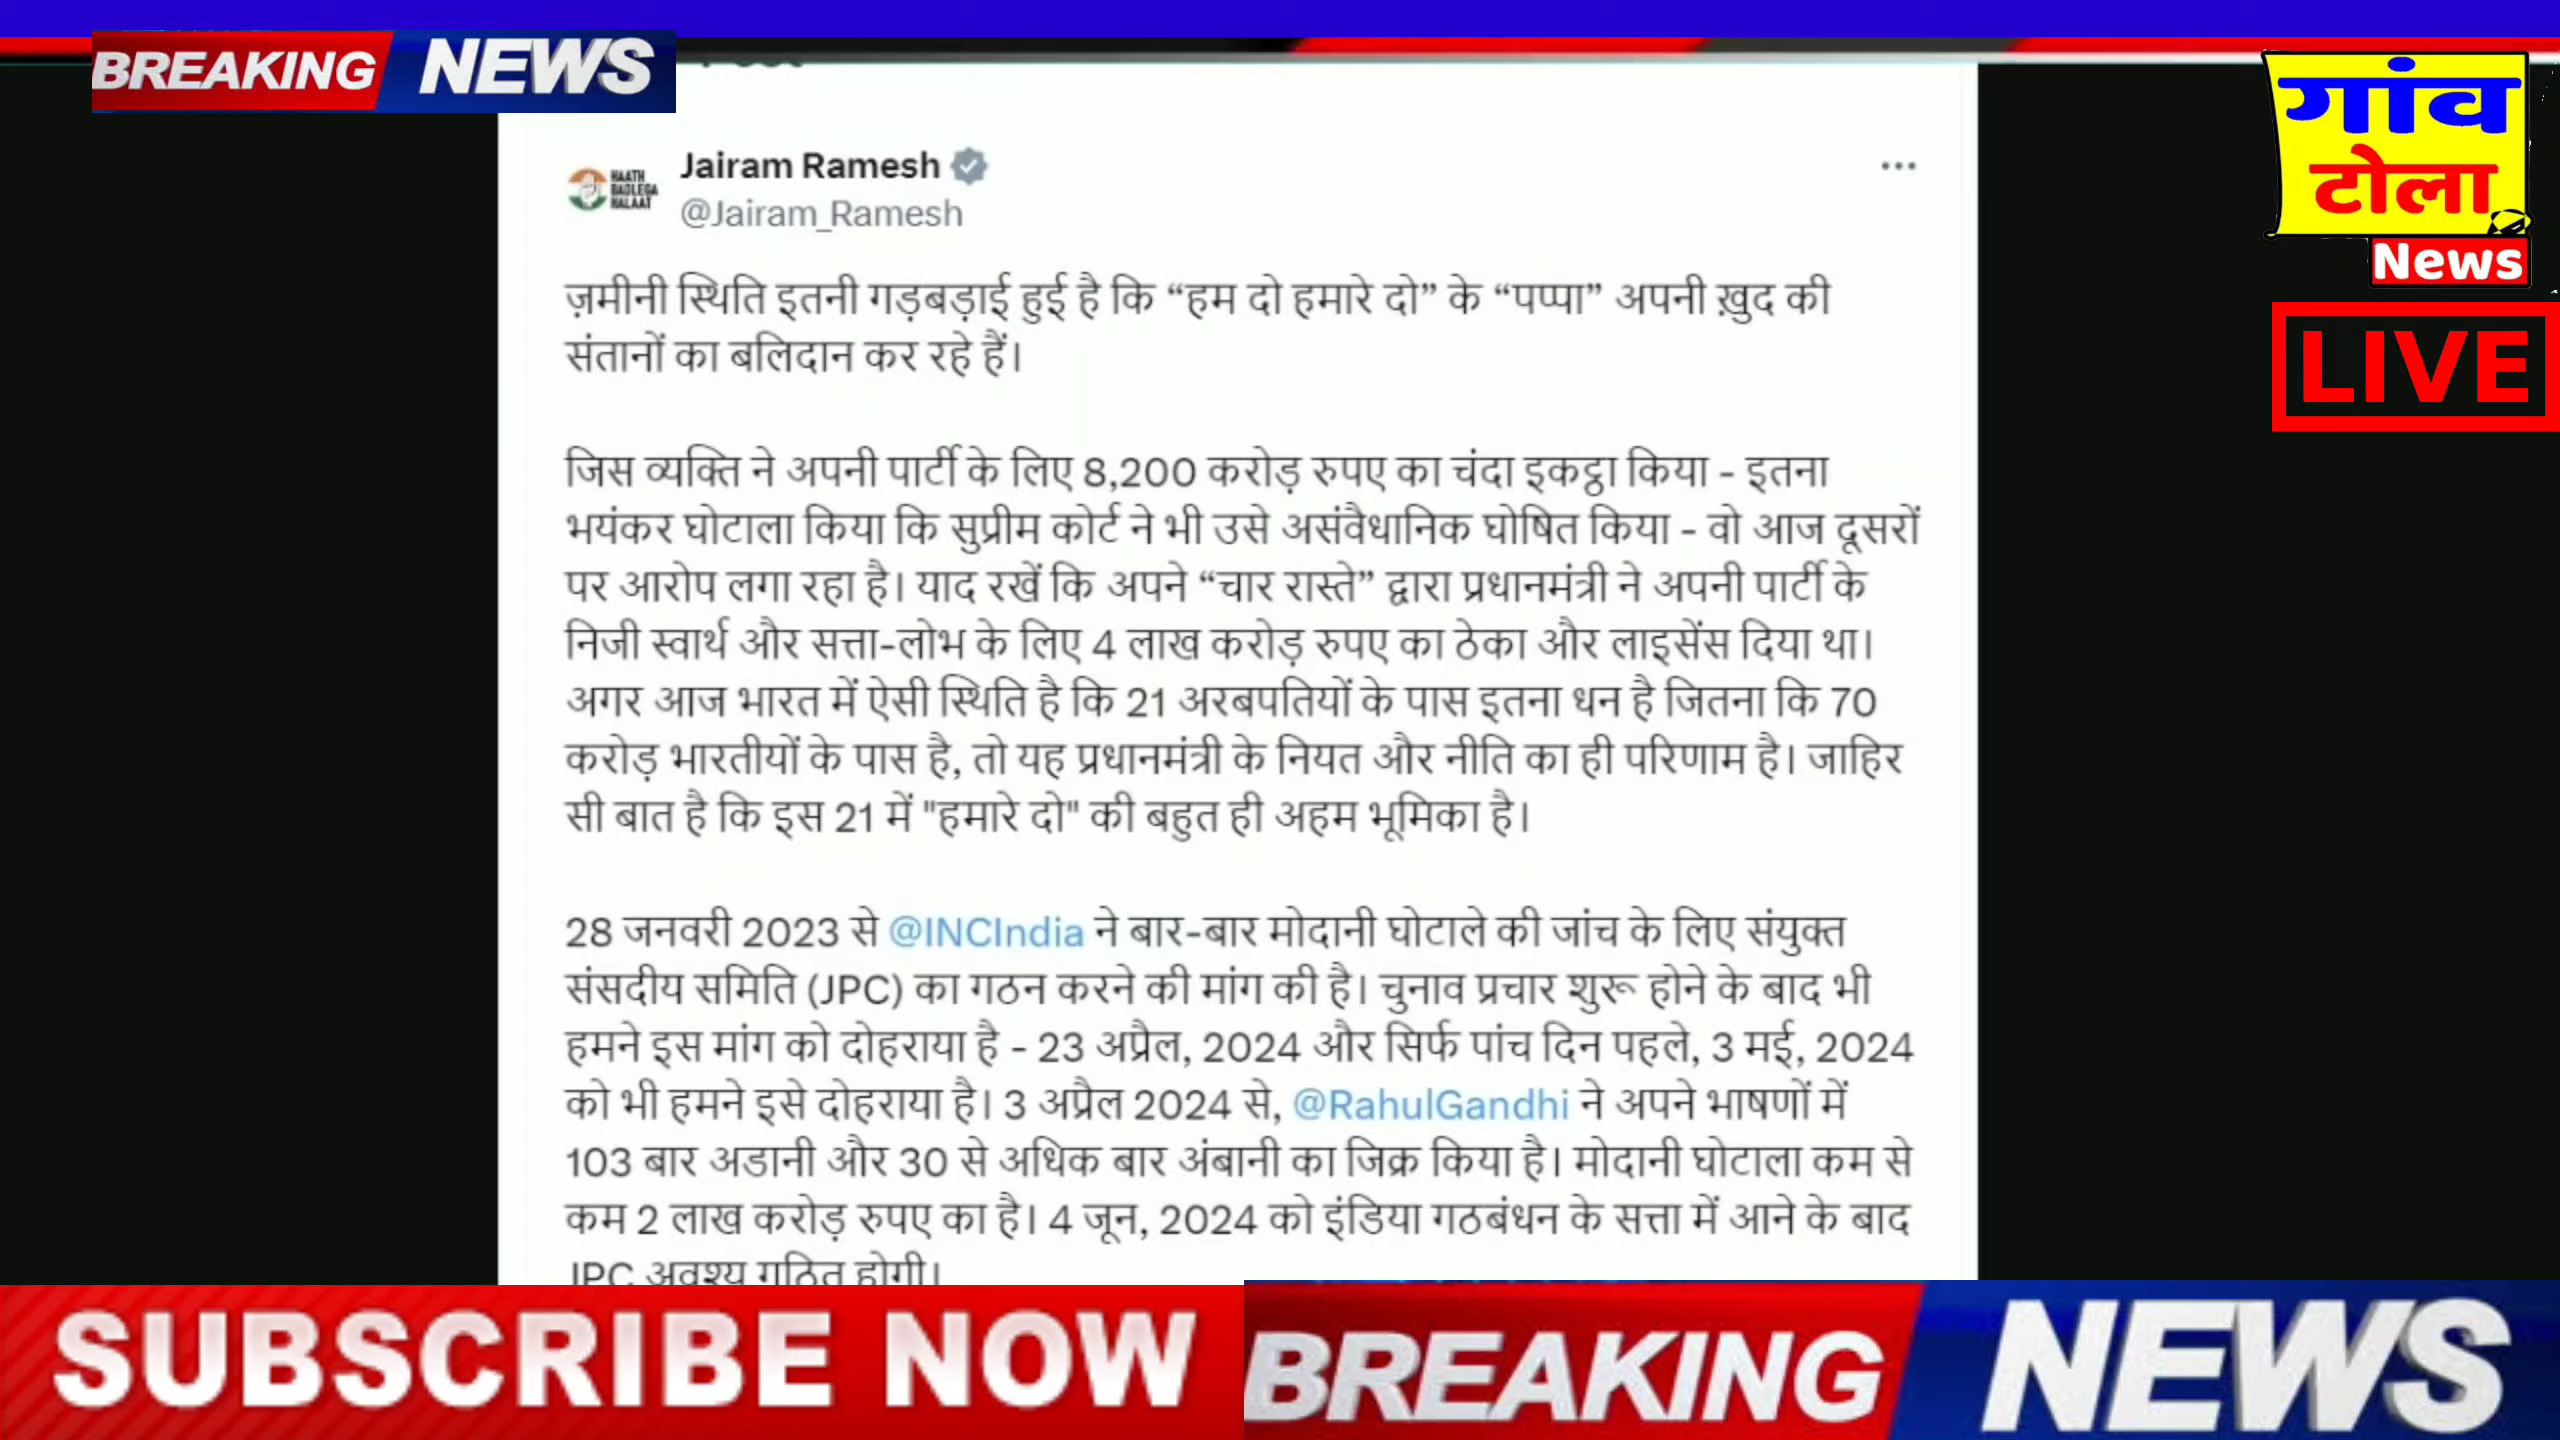 BREAKING NEWS
गांव
टोला
News
LIVE
Jairam Ramesh
@Jairam_Ramesh
HAATH
BADLEGA
HALAAT
ज़मीनी स्थिति इतनी गड़बड़ाई हुई है कि “हम दो हमारे दो” के “पप्पा” अपनी ख़ुद की
संतानों का बलिदान कर रहे हैं।
जिस व्यक्ति ने अपनी पार्टी के लिए 8,200 करोड़ रुपए का चंदा इकट्ठा किया - इतना
भयंकर घोटाला किया कि सुप्रीम कोर्ट ने भी उसे असंवैधानिक घोषित किया - वो आज दूसरों
पर आरोप लगा रहा है। याद रखें कि अपने “चार रास्ते” द्वारा प्रधानमंत्री ने अपनी पार्टी के
निजी स्वार्थ और सत्ता-लोभ के लिए 4 लाख करोड़ रुपए का ठेका और लाइसेंस दिया था।
अगर आज भारत में ऐसी स्थिति है कि 21 अरबपतियों के पास इतना धन है जितना कि 70
करोड़ भारतीयों के पास है, तो यह प्रधानमंत्री के नियत और नीति का ही परिणाम है। जाहिर
सी बात है कि इस 21 में "हमारे दो" की बहुत ही अहम भूमिका है।
28 जनवरी 2023 से @INCIndia ने बार-बार मोदानी घोटाले की जांच के लिए संयुक्त
संसदीय समिति (JPC) का गठन करने की मांग की है। चुनाव प्रचार शुरू होने के बाद भी
हमने इस मांग को दोहराया है - 23 अप्रैल, 2024 और सिर्फ पांच दिन पहले, 3 मई, 2024
को भी हमने इसे दोहराया है। 3 अप्रैल 2024 से, @RahulGandhi ने अपने भाषणों में
103 बार अडानी और 30 से अधिक बार अंबानी का जिक्र किया है। मोदानी घोटाला कम से
कम 2 लाख करोड़ रुपए का है। 4 जून, 2024 को इंडिया गठबंधन के सत्ता में आने के बाद
JPC अवश्य गठित होगी।
SUBSCRIBE NOW
BREAKING NEWS